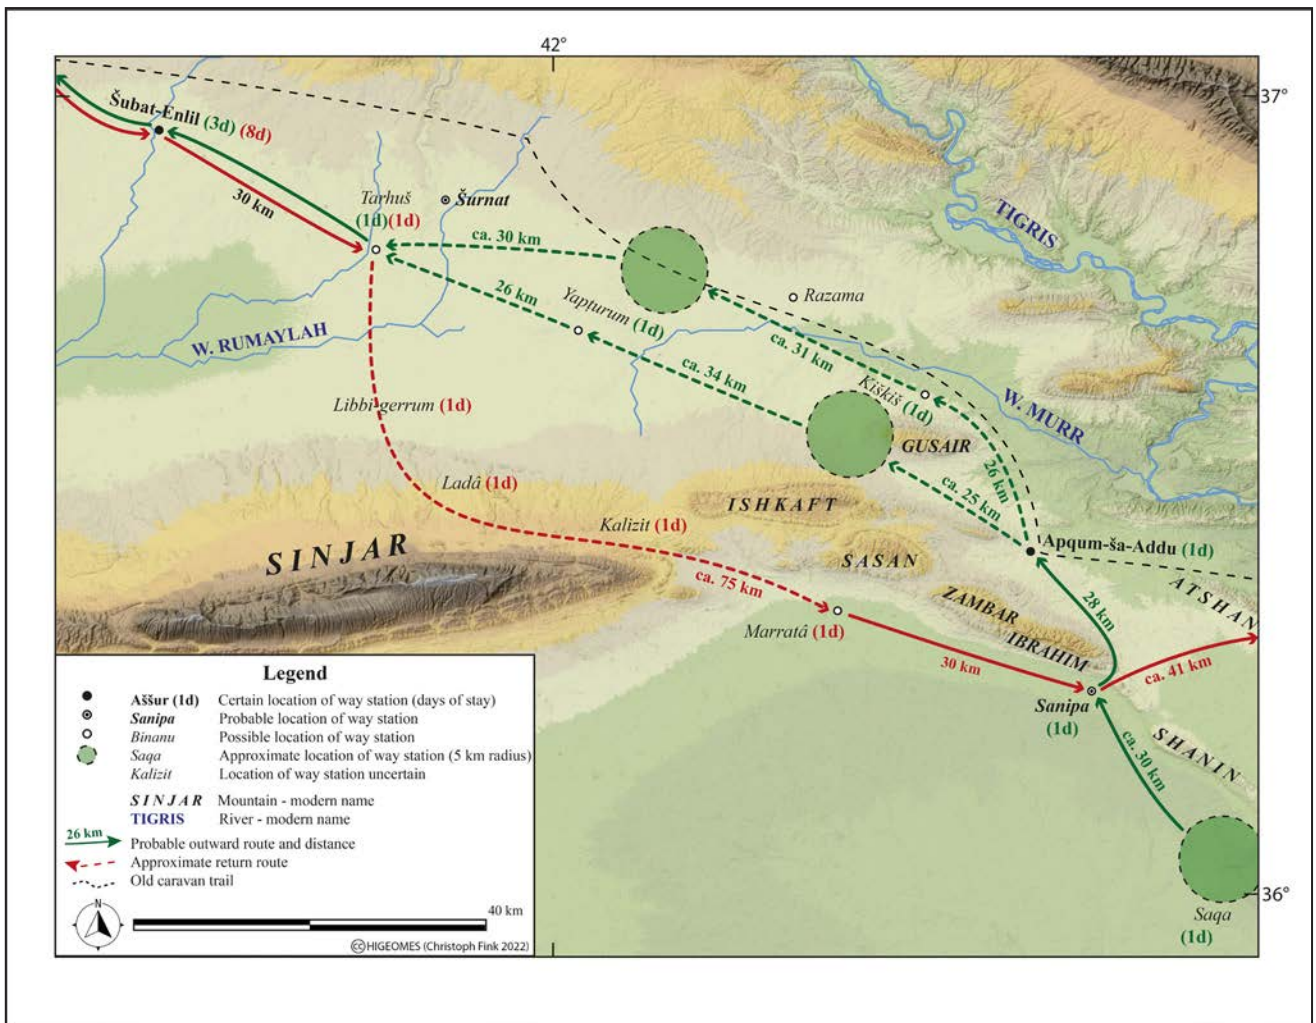 42°
37°
Šubat-Enlil (3d) (8d)
30 km
Tarhuš
(1d)(1d)
Šurnat
ca. 30 km
TIGRIS
26 km
Yapṭurum (1d)
Razama
W. RUMAYLAH
ca. 31 km
ca. 34 km
Kiškiš (1d)
W. MURR
Libbi-gerrum (1d)
GUSAIR
26 km
ca. 25 km
Ladâ (1d)
ISHKAFT
Kalizit (1d)
SINJAR
Apqum-ša-Addu (1d)
SASAN
ca. 75 km
ATSHAN
ZAMBAR
28 km
Marratâ (1d)
IBRAHIM
30 km
ca. 41 km
Sanipa
(1d)
SHANIN
ca. 30 km
36°
Saqa
(1d)
Legend
Aššur (1d) Certain location of way station (days of stay)
Sanipa Probable location of way station
Binanu Possible location of way station
Saqa Approximate location of way station (5 km radius)
Kalizit Location of way station uncertain
SINJAR Mountain - modern name
TIGRIS River - modern name
26 km Probable outward route and distance
Approximate return route
Old caravan trail
N
40 km
cc HIGEOMES (Christoph Fink 2022)